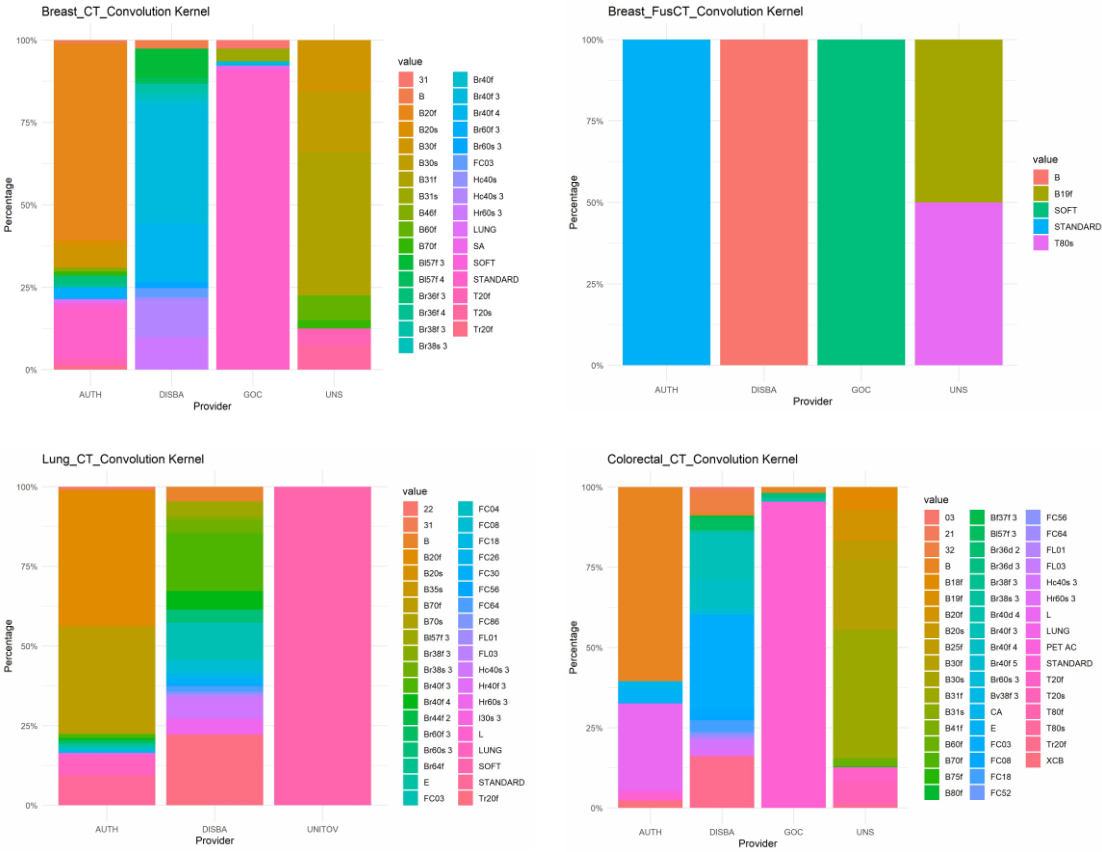 Breast_CT_Convolution Kernel
100%
75%
50%
25%
0%
Percentage
AUTH
DISBA
GOC
UNS
Provider
value
31
B
B20f
B20s
B30f
B30s
B31f
B31s
B46f
B60f
B70f
Bl57f 3
Bl57f 4
Br36f 3
Br36f 4
Br38f 3
Br38s 3
Br40f
Br40f 3
Br40f 4
Br60f 3
Br60s 3
FC03
Hc40s
Hc40s 3
Hr60s 3
LUNG
SA
SOFT
STANDARD
T20f
T20s
Tr20f
Breast_FusCT_Convolution Kernel
100%
75%
50%
25%
0%
Percentage
AUTH
DISBA
GOC
UNS
Provider
value
B
B19f
SOFT
STANDARD
T80s
Lung_CT_Convolution Kernel
100%
75%
50%
25%
0%
Percentage
AUTH
DISBA
UNITOV
Provider
value
22
31
B
B20f
B20s
B35s
B70f
B70s
Bl57f 3
Br38f 3
Br38s 3
Br40f 3
Br40f 4
Br44f 2
Br60f 3
Br60s 3
Br64f
E
FC03
FC04
FC08
FC18
FC26
FC30
FC56
FC64
FC86
FL01
FL03
Hc40s 3
Hr40f 3
Hr60s 3
I30s 3
L
LUNG
SOFT
STANDARD
Tr20f
Colorectal_CT_Convolution Kernel
100%
75%
50%
25%
0%
Percentage
AUTH
DISBA
GOC
UNS
Provider
value
03
21
32
B
B18f
B19f
B20f
B20s
B25f
B30f
B30s
B31f
B31s
B41f
B60f
B70f
B75f
B80f
Bf37f 3
Bl57f 3
Br36d 2
Br36d 3
Br38f 3
Br38s 3
Br40d 4
Br40f 3
Br40f 4
Br40f 5
Br60s 3
Bv38f 3
CA
E
FC03
FC08
FC18
FC52
FC56
FC64
FL01
FL03
Hc40s 3
Hr60s 3
L
LUNG
PET AC
STANDARD
T20f
T20s
T80f
T80s
Tr20f
XCB